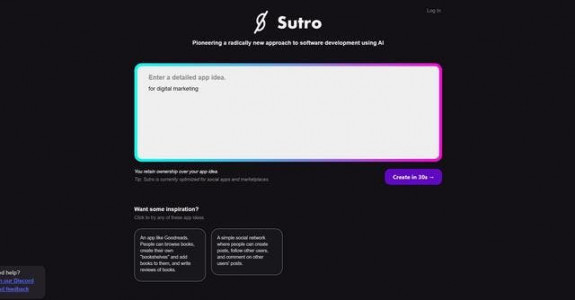 Log in
Sutro
Pioneering a radically new approach to software development using AI
Enter a detailed app idea.
for digital marketing
You retain ownership over your app idea.
Tip: Sutro is currently optimized for social apps and marketplaces.
Create in 30s →
Want some inspiration?
Click to try any of these app ideas
An app like Goodreads.
People can browse books,
create their own
"bookshelves" and add
books to them, and write
reviews of books.
A simple social network
where people can create
posts, follow other users,
and comment on other
users' posts.
ed help?
n our Discord
d feedback